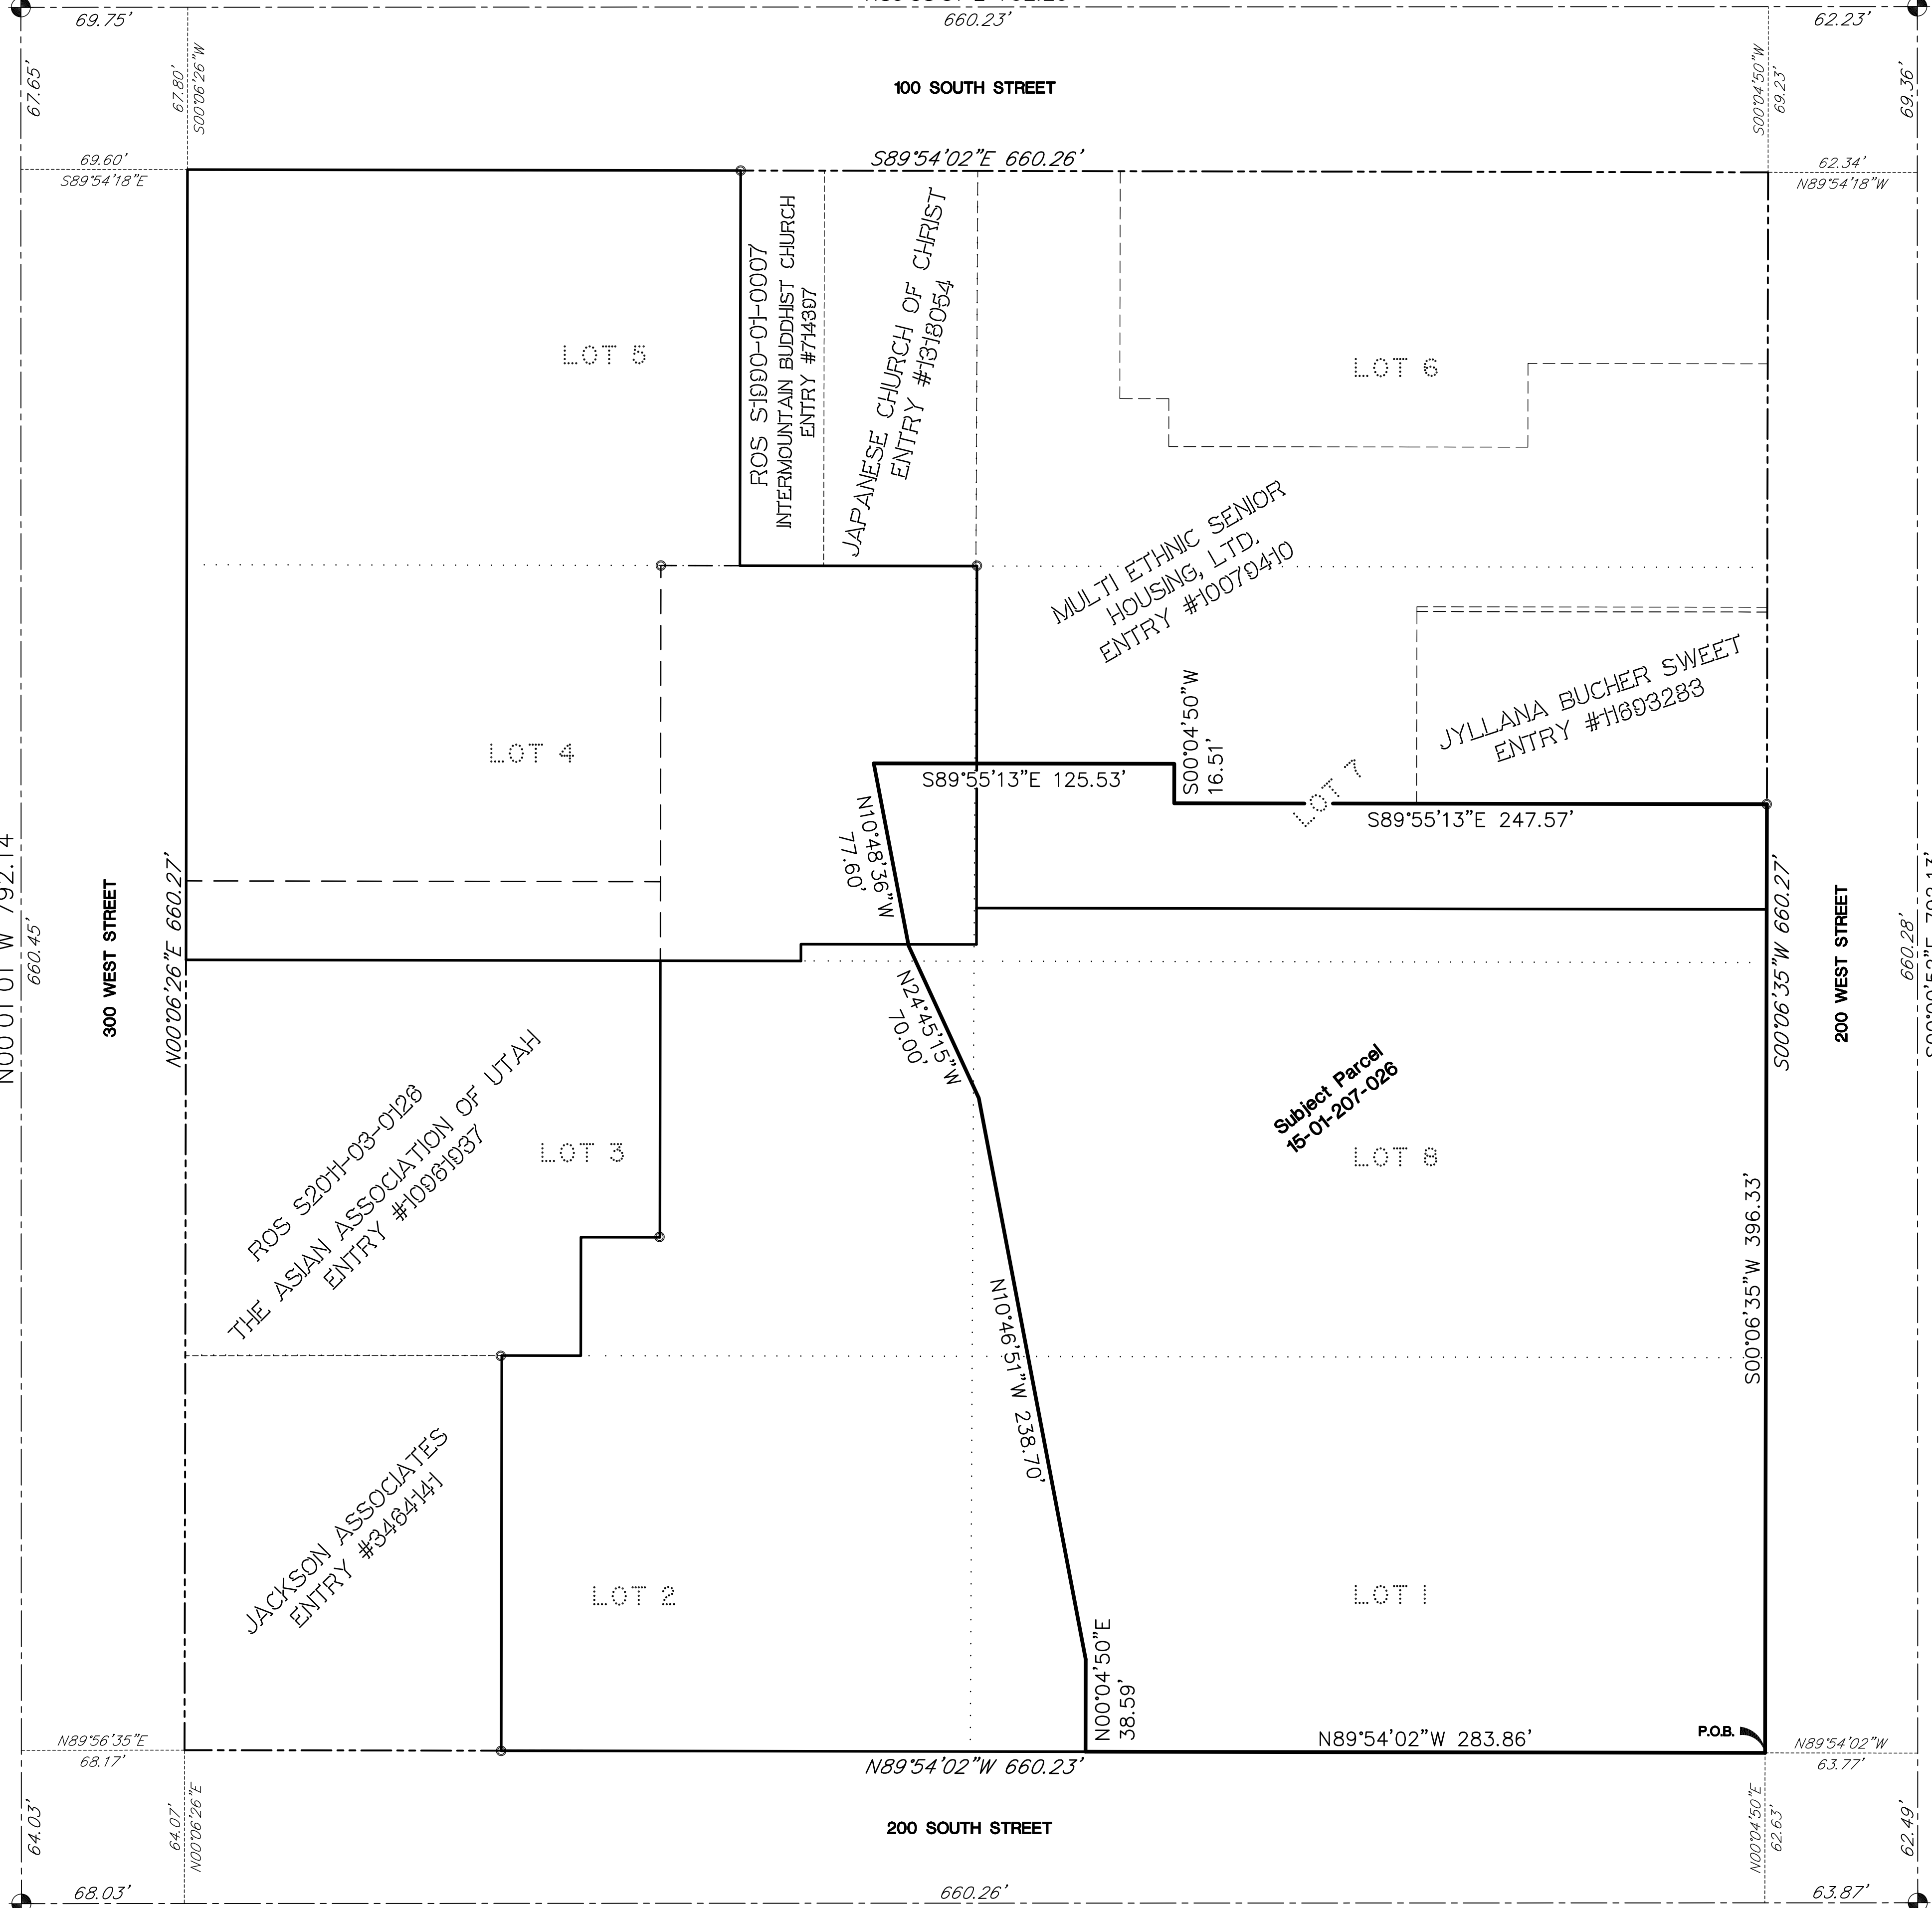 69.75'
660.23'
62.23'
67.65'
67.80'
S00°06'26"W
100 SOUTH STREET
S00°04'50"W
69.23'
69.36'
69.60'
S89°54'18"E
S89°54'02"E 660.26'
62.34'
N89°54'18"W
ROS S1990-01-0007
INTERMOUNTAIN BUDDHIST CHURCH
ENTRY #714397
JAPANESE CHURCH OF CHRIST
ENTRY #1318054
LOT 5
LOT 6
MULTI ETHNIC SENIOR
HOUSING, LTD.
ENTRY #10079410
JYLLANA BUCHER SWEET
ENTRY #11693283
LOT 4
S00°04'50"W
16.51'
S89°55'13"E 125.53'
LOT 7
S89°55'13"E 247.57'
N10°48'36"W
77.60'
660.45'
300 WEST STREET
N00°06'26"E 660.27'
S00°06'35"W 660.27'
200 WEST STREET
660.28'
N24°45'15"W
70.00'
ROS S2011-03-0126
THE ASIAN ASSOCIATION OF UTAH
ENTRY #10961937
LOT 3
Subject Parcel
15-01-207-026
LOT 8
S00°06'35"W 396.33'
N10°46'51"W 238.70'
JACKSON ASSOCIATES
ENTRY #3464141
LOT 2
LOT 1
N00°04'50"E
38.59'
N89°54'02"W 283.86'
P.O.B.
N89°56'35"E
68.17'
N89°54'02"W 660.23'
N89°54'02"W
63.77'
64.03'
64.07'
N00°06'26"E
200 SOUTH STREET
N00°04'50"E
62.63'
62.49'
68.03'
660.26'
63.87'